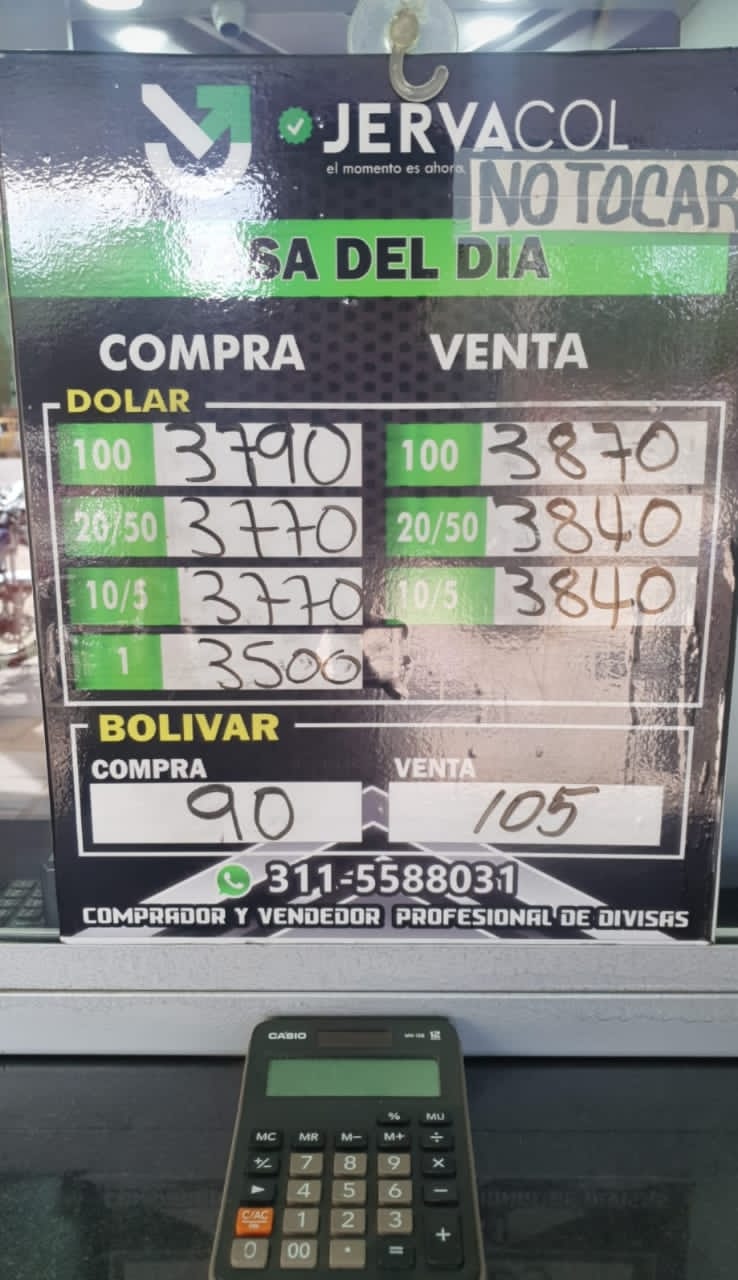 JERVACOL
el momento es ahora.
NO TOCAR
SA DEL DIA
COMPRA VENTA
DOLAR
100 3790 100 3870
20/50 3770 20/50 3840
10/5 3770 10/5 3840
1 3500
BOLIVAR
COMPRA VENTA
90 105
311-5588031
COMPRADOR Y VENDEDOR PROFESIONAL DE DIVISAS
CASIO 12
% MU
MC MR M− M+ ÷
+/− 7 8 9 ×
▶ 4 5 6 −
C/AC 1 2 3 +
0 00 · =